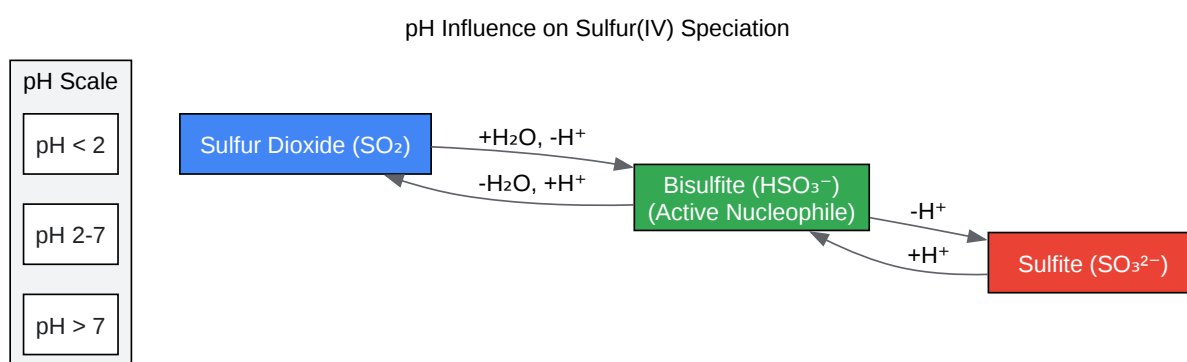 pH Influence on Sulfur(IV) Speciation
pH Scale
pH < 2
pH 2-7
pH > 7
Sulfur Dioxide (SO₂)
+H₂O, -H⁺
-H₂O, +H⁺
Bisulfite (HSO₃⁻)
(Active Nucleophile)
-H⁺
+H⁺
Sulfite (SO₃²⁻)